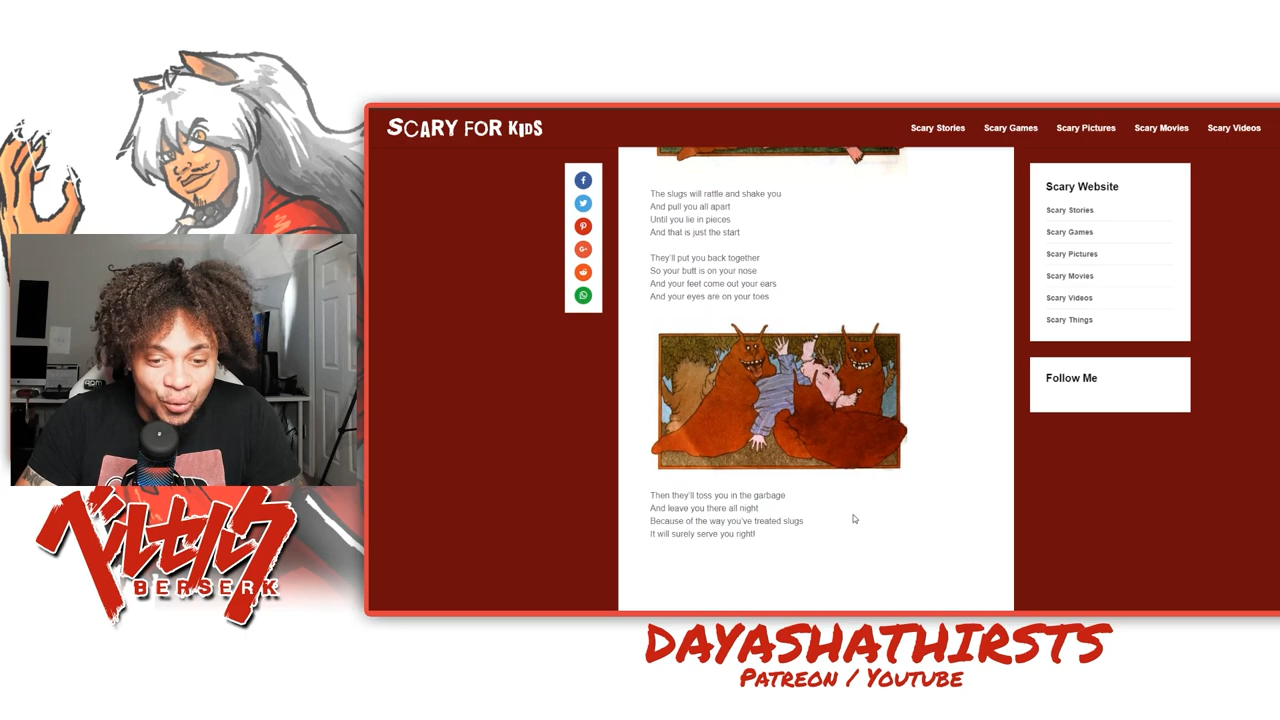 SCARY FOR KIDS
Scary Stories
Scary Games
Scary Pictures
Scary Movies
Scary Videos
The slugs will rattle and shake you
And pull you all apart
Until you lie in pieces
And that is just the start
They'll put you back together
So your butt is on your nose
And your feet come out your ears
And your eyes are on your toes
Then they'll toss you in the garbage
And leave you there all night
Because of the way you've treated slugs
It will surely serve you right!
Scary Website
Scary Stories
Scary Games
Scary Pictures
Scary Movies
Scary Videos
Scary Things
Follow Me
ベルセルク
BERSERK
DAYASHATHIRSTS
PATREON / YOUTUBE